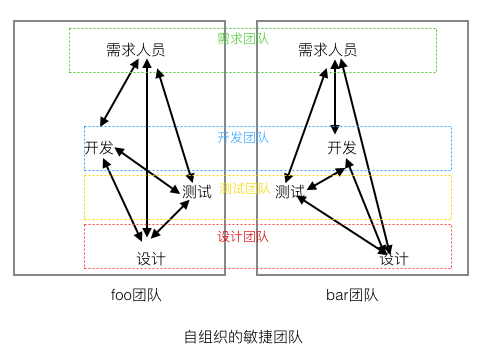 需求团队
需求人员
需求人员
开发团队
开发
开发
测试团队
测试
测试
设计团队
设计
设计
foo团队
bar团队
自组织的敏捷团队